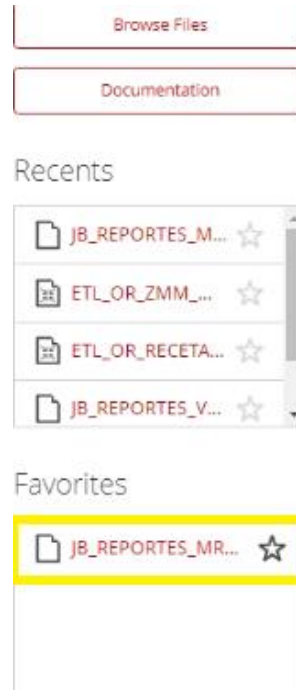 Browse Files
Documentation
Recents
JB_REPORTES_M...
ETL_OR_ZMM_...
ETL_OR_RECETA...
JB_REPORTES_V...
Favorites
JB_REPORTES_MR...